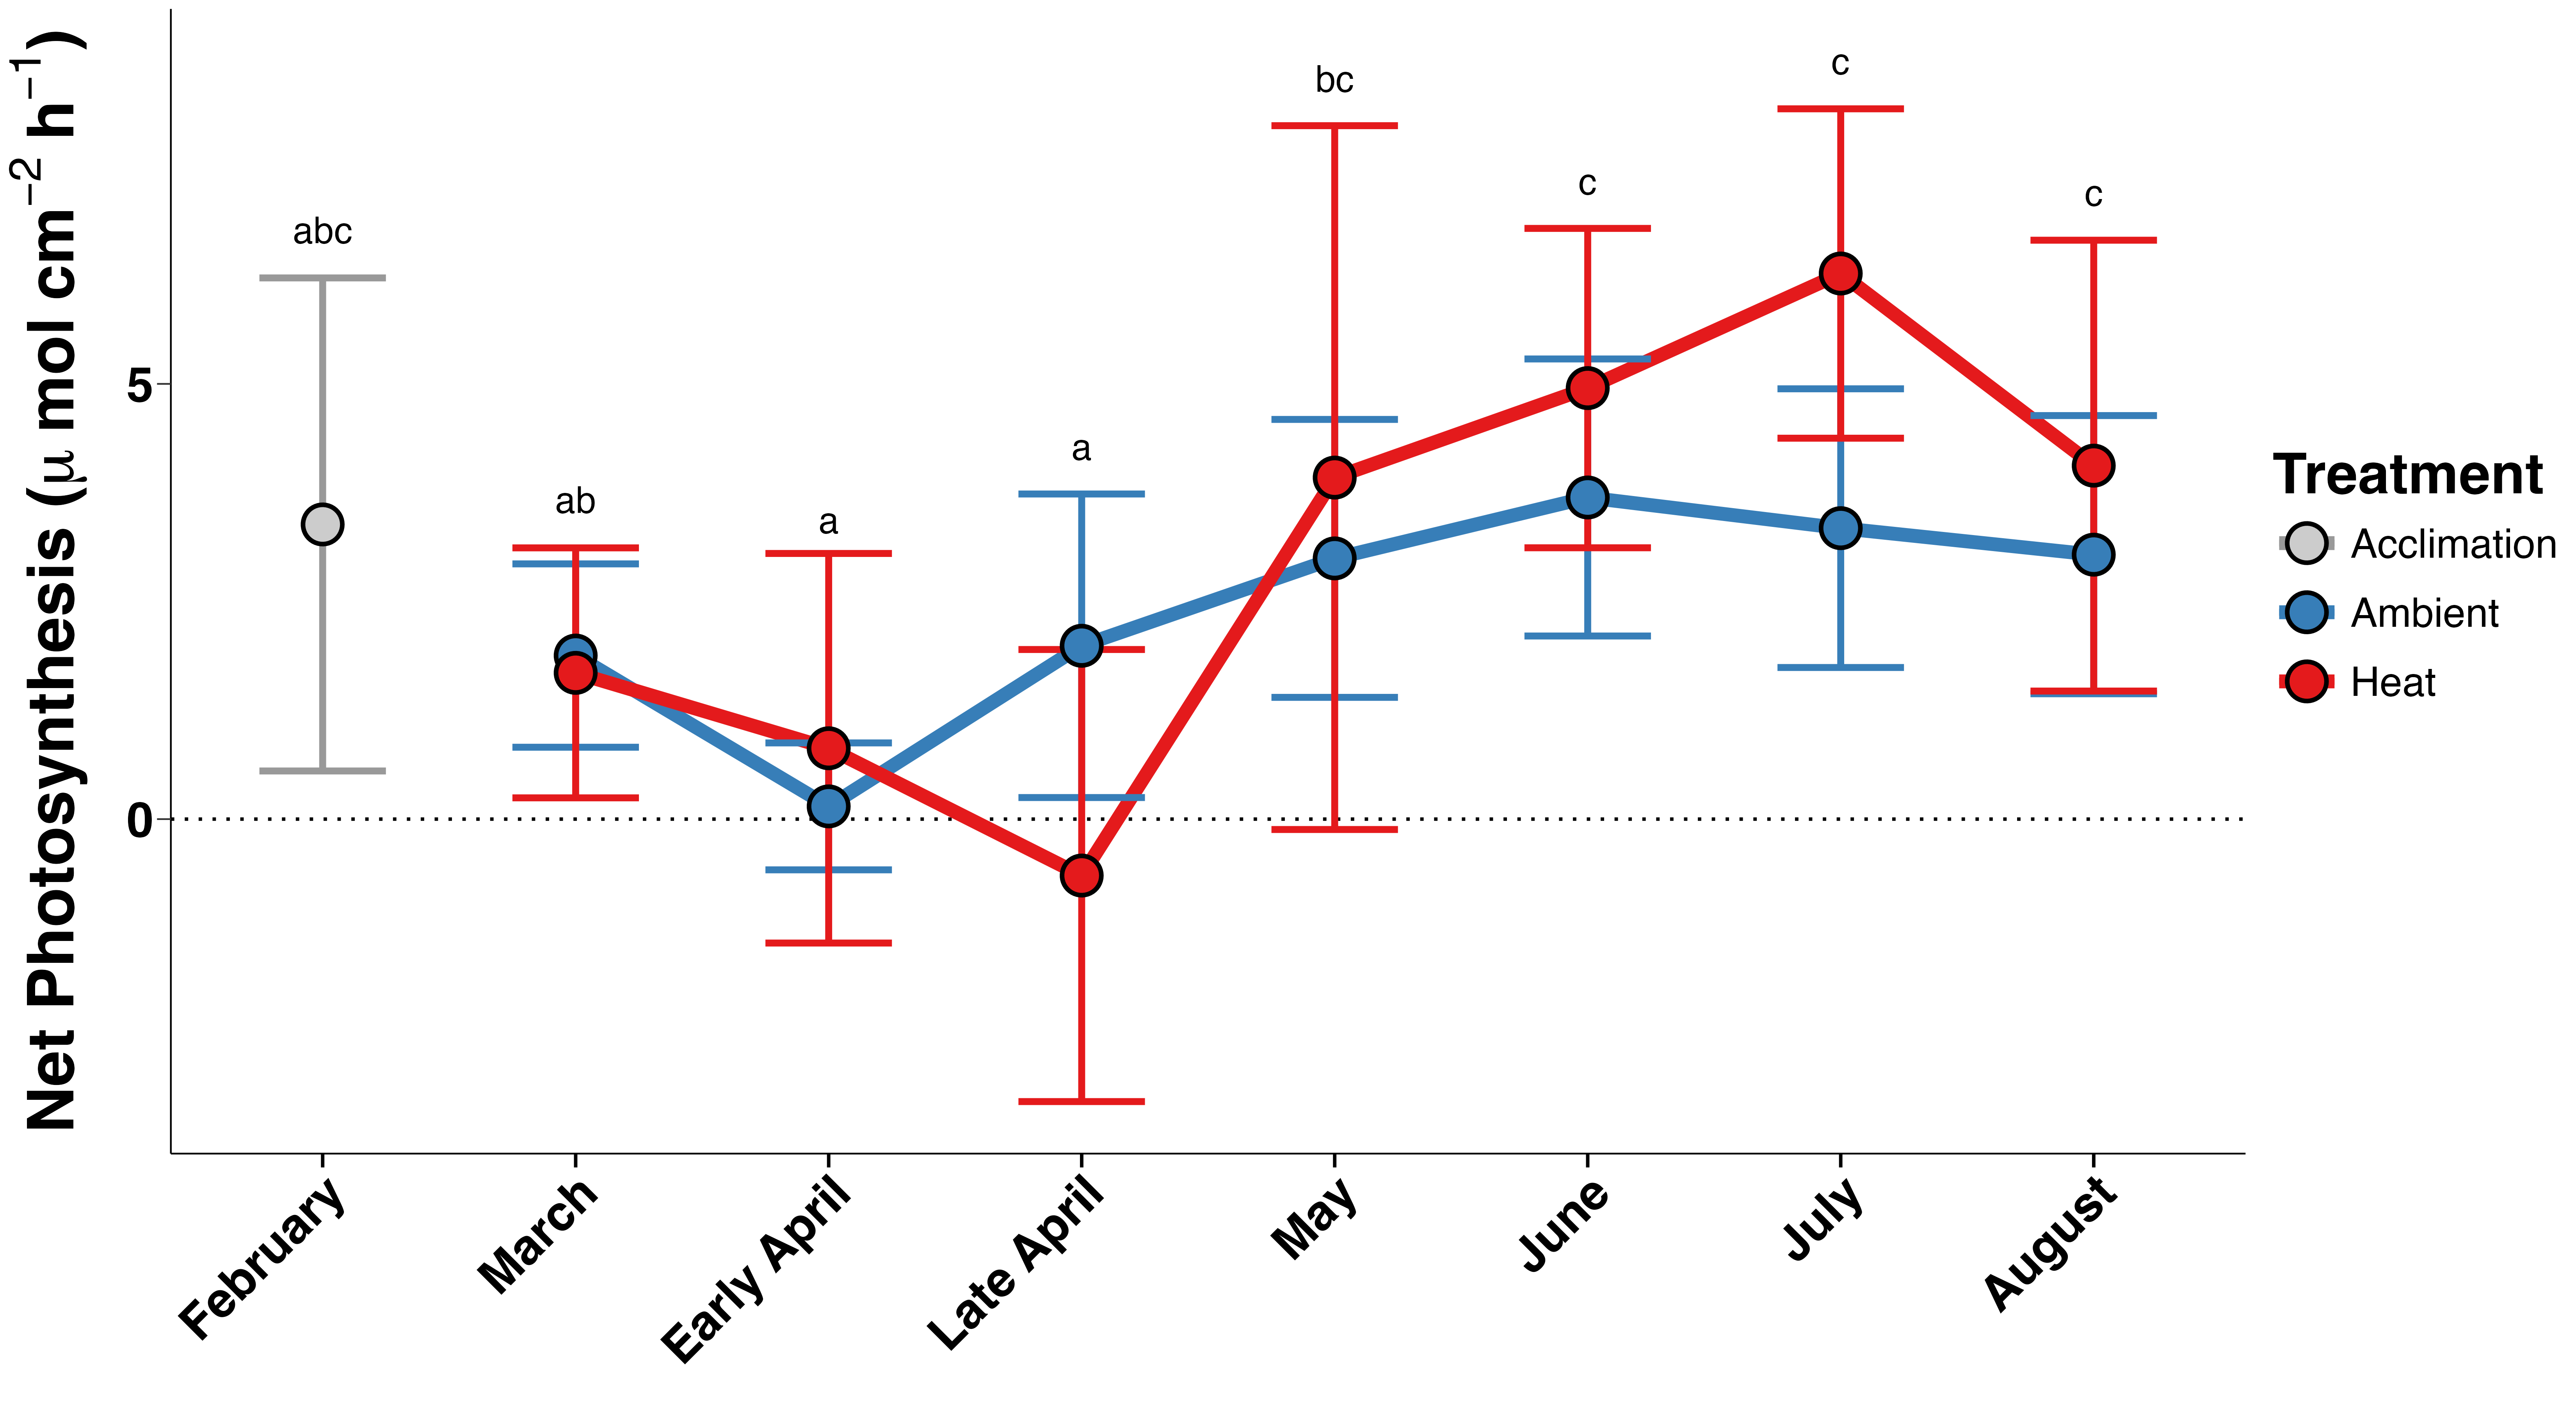 Net Photosynthesis (μ mol cm⁻² h⁻¹)
5
0
abc
ab
a
a
bc
c
c
c
February
March
Early April
Late April
May
June
July
August
Treatment
Acclimation
Ambient
Heat